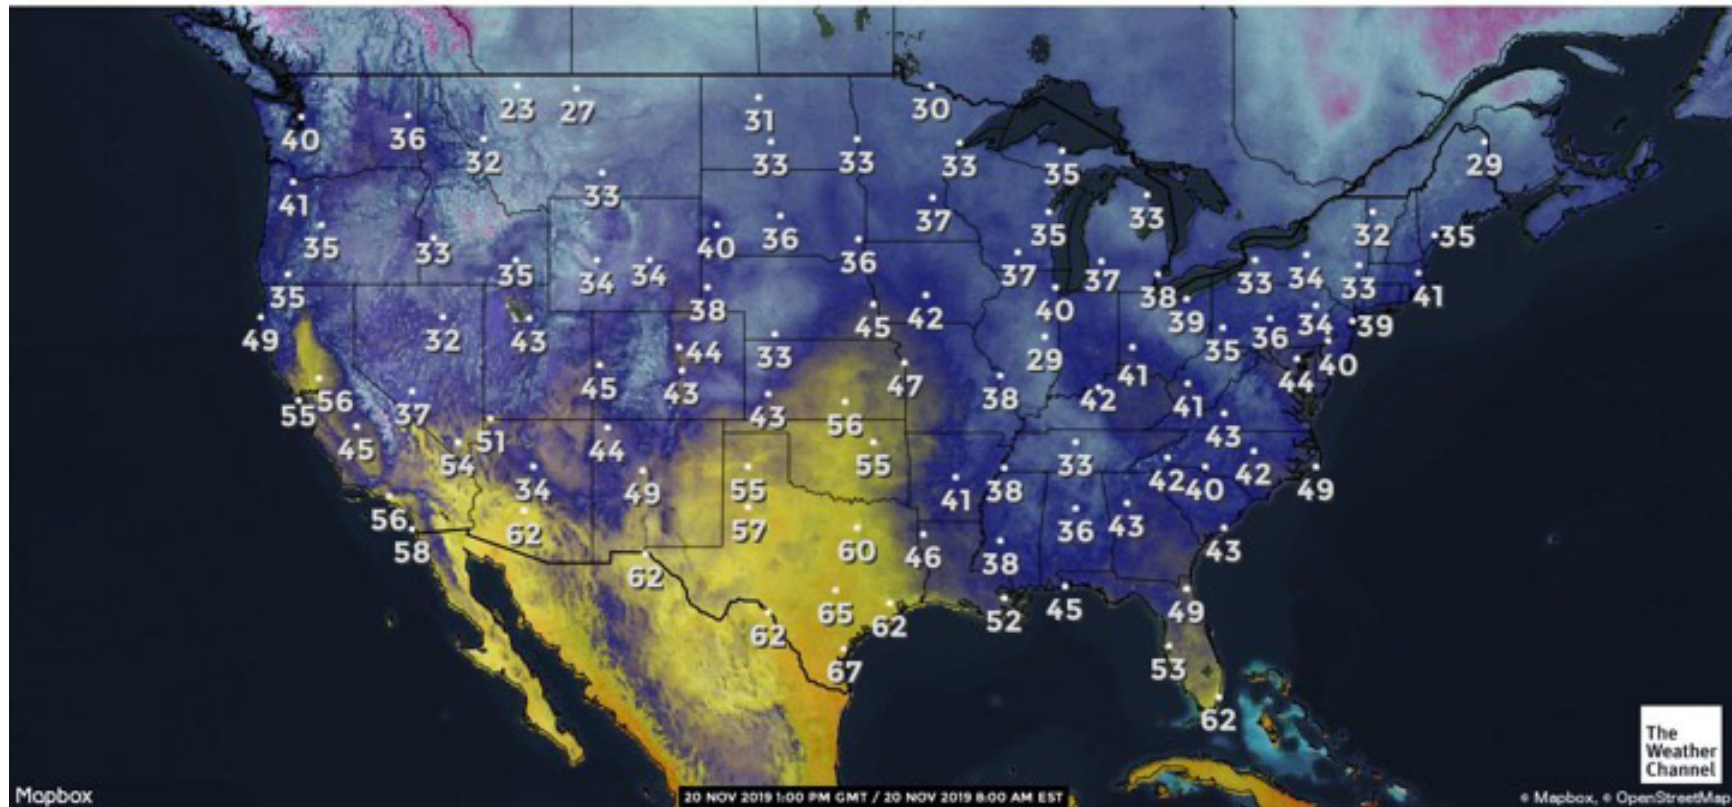 23 27 31 30
40 36 32 33 33 33 35 29
41 33 37 35 33 32 35
35 33 40 36 36 37 37 33 34 33 41
35 35 34 34 38 40 38
49 32 43 45 42 39 35 36 34 39
44 33 29 41 40
56 37 45 43 47 38 42 41 44
55 43 56 43
45 51 44 55 33 42
54 34 49 55 41 38 42 40 49
56 62 57 60 46 36 43 43
58 62 38
65 62 52 45 49
62
67 53
62
The
Weather
Channel
Mapbox
20 NOV 2019 1:00 PM GMT / 20 NOV 2019 8:00 AM EST
© Mapbox, © OpenStreetMap